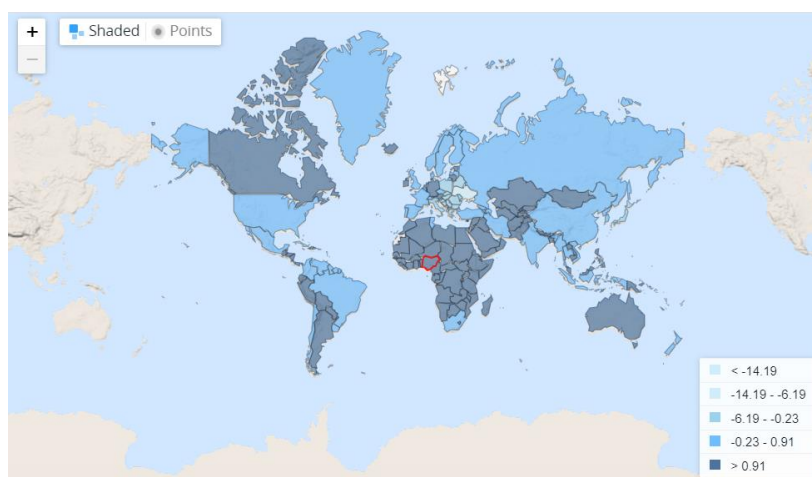 +
Shaded Points
−
< -14.19
-14.19 - -6.19
-6.19 - -0.23
-0.23 - 0.91
> 0.91